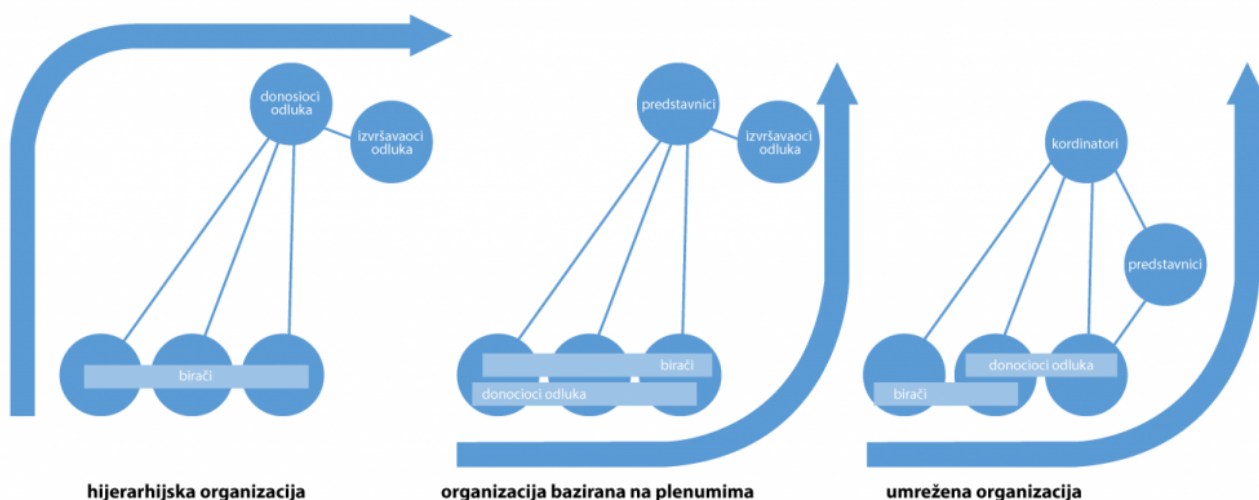 donosioci
odluka
izvršavaoci
odluka
birači
hijerarhijska organizacija
predstavnici
izvršavaoci
odluka
birači
donocioci odluka
organizacija bazirana na plenumima
kordinatori
predstavnici
donocioci odluka
birači
umrežena organizacija